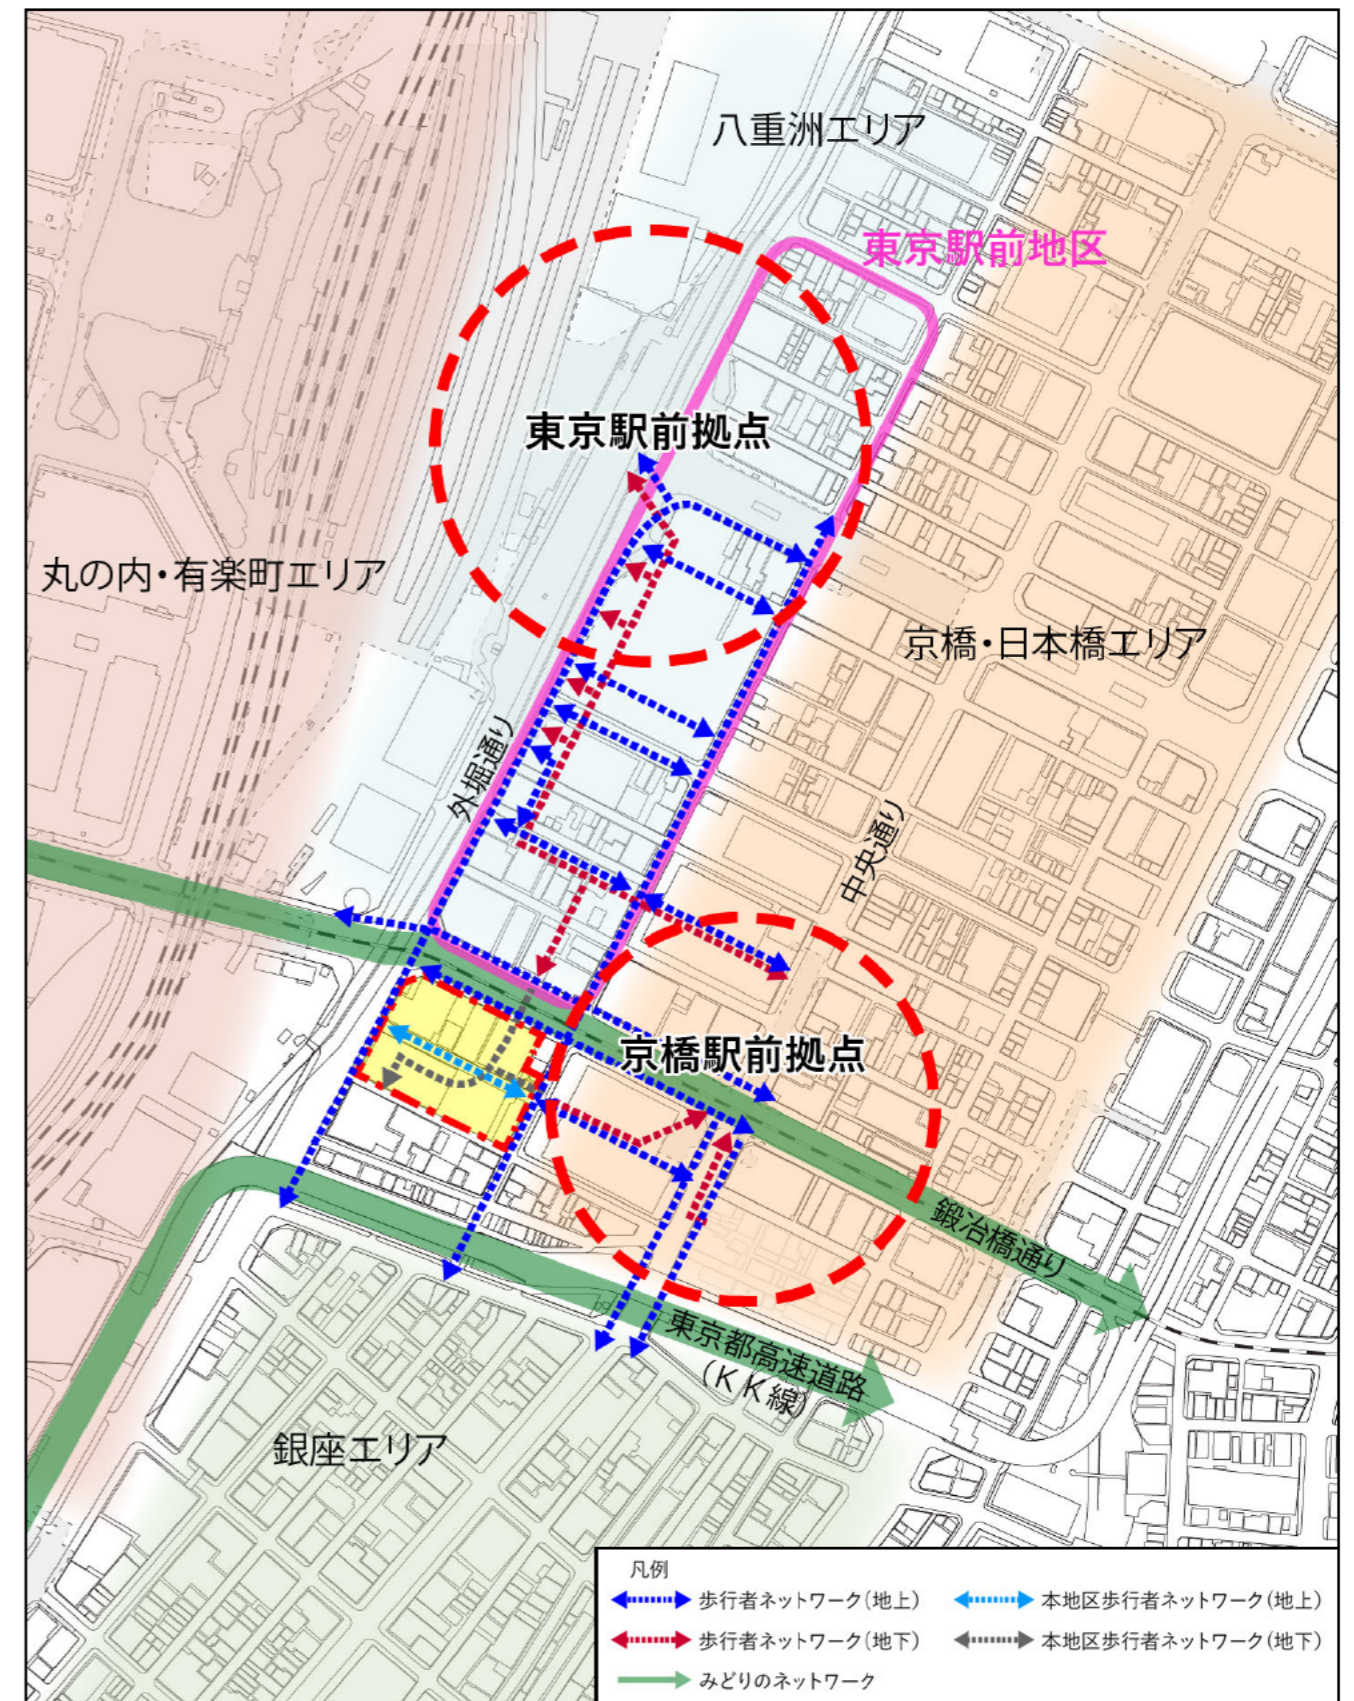 八重洲エリア
東京駅前地区
東京駅前拠点
丸の内・有楽町エリア
京橋・日本橋エリア
外堀通り
中央通り
京橋駅前拠点
鍛冶橋通り
東京都高速道路
(KK線)
銀座エリア
凡例
歩行者ネットワーク(地上)
本地区歩行者ネットワーク(地上)
歩行者ネットワーク(地下)
本地区歩行者ネットワーク(地下)
みどりのネットワーク